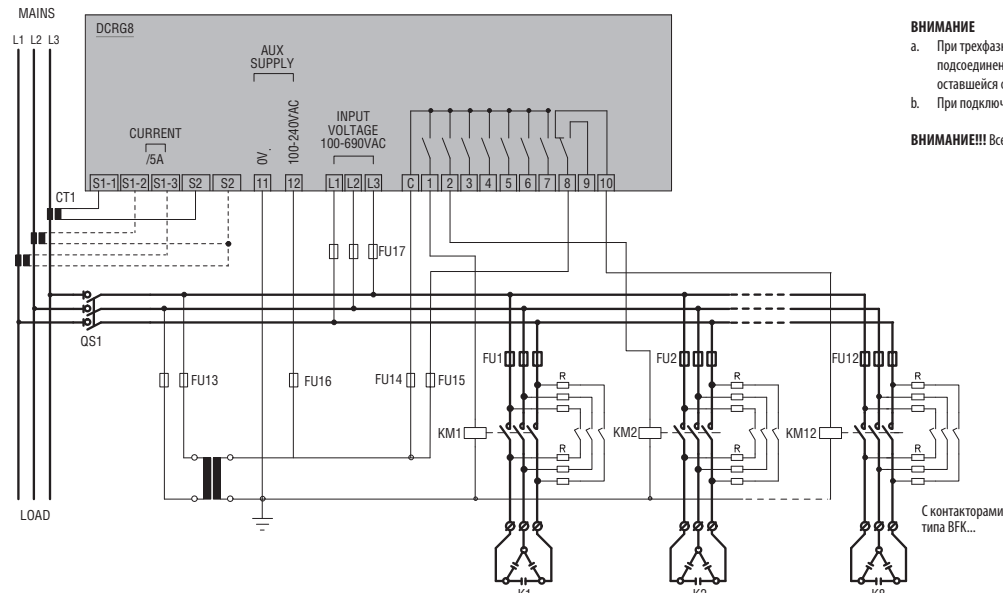 MAINS
L1 L2 L3
DCRG8
AUX
SUPPLY
CURRENT
/5A
0V.
100-240VAC
INPUT
VOLTAGE
100-690VAC
S1-1 S1-2 S1-3 S2 S2 11 12 L1 L2 L3 C 1 2 3 4 5 6 7 8 9 10
CT1
FU17
QS1
FU13
FU16
FU14
FU15
FU1
FU2
FU12
R
R
R
KM1
KM2
KM12
R
R
R
LOAD
K1
K2
K8
ВНИМАНИЕ
a. При трехфазн
подсоединен
оставшейся
b. При подключ
ВНИМАНИЕ!!! Все
С контакторами
типа BFK...